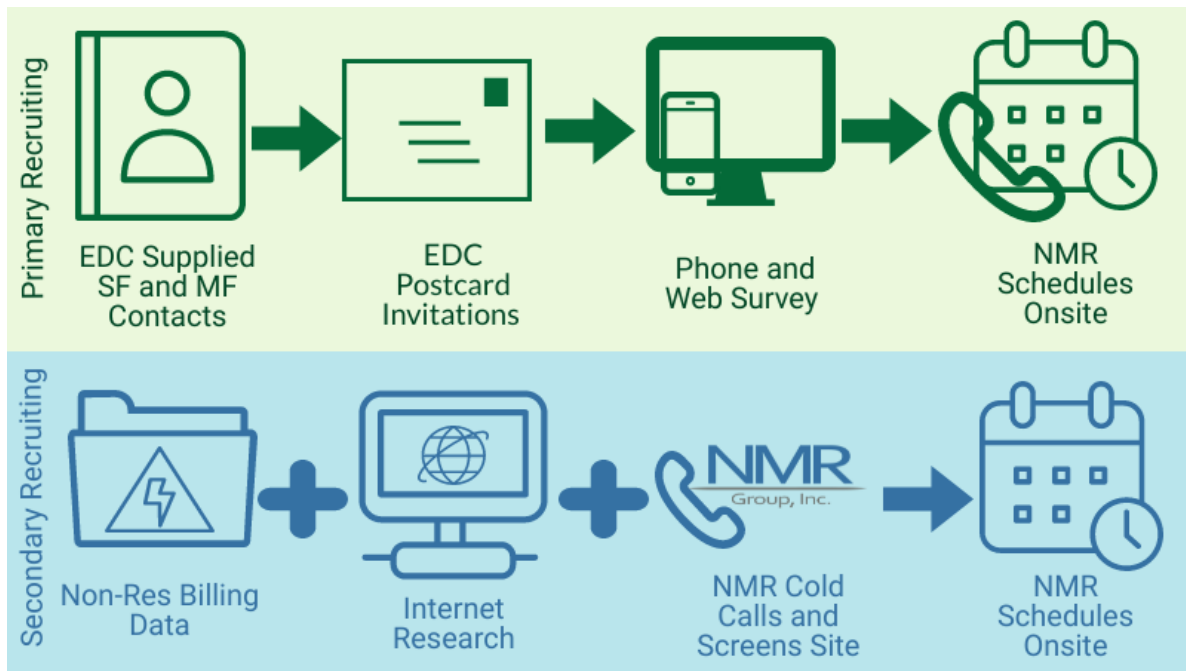 Primary Recruiting
EDC Supplied
SF and MF
Contacts
EDC
Postcard
Invitations
Phone and
Web Survey
NMR
Schedules
Onsite
Secondary Recruiting
Non-Res Billing
Data
Internet
Research
NMR
Group, Inc.
NMR Cold
Calls and
Screens Site
NMR
Schedules
Onsite